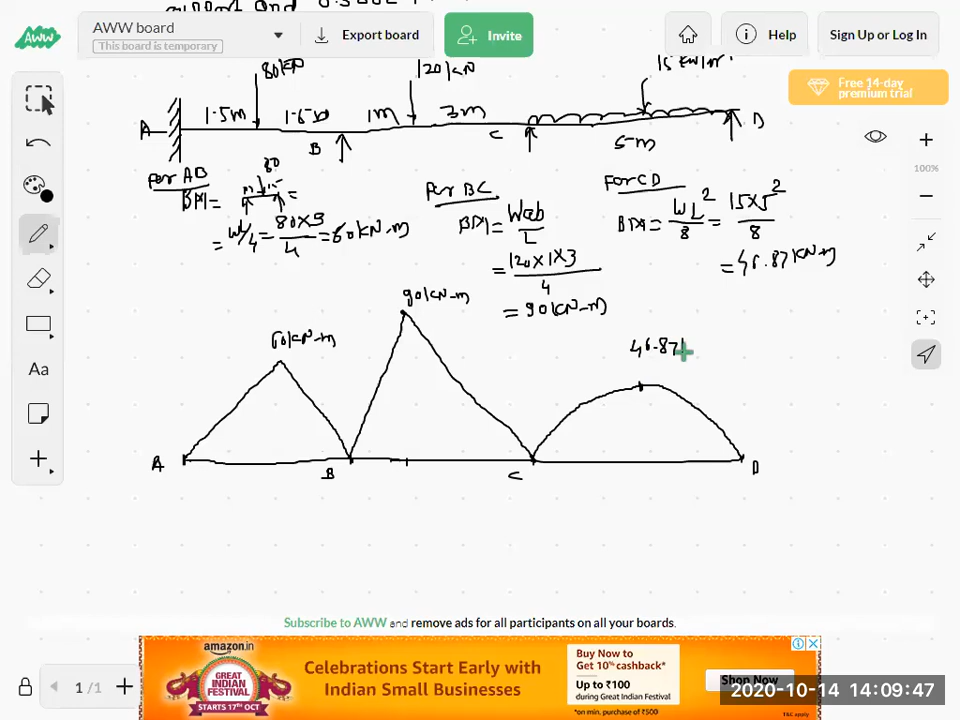 AWW board
This board is temporary
Export board
Invite
Help
Sign Up or Log In
Free 14-day
premium trial
100%
80kN
120kN
A
1.5m
1m
3m
B
C
5m
D
For AB
80
BM=
= WL/4 = 80×3/4 = 60kN-m
For BC
BM = Wab/L
= 120×1×3/4
= 90kN-m
For CD
BM = WL²/8 = 15×5²/8
= 46.87kN-m
60kN-m
90kN-m
46.87
A
B
C
D
Aa
1/1
Subscribe to AWW and remove ads for all participants on all your boards.
amazon.in
GREAT
INDIAN
FESTIVAL
STARTS 17th OCT
Celebrations Start Early with
Indian Small Businesses
Buy Now to
Get 10% cashback*
Up to ₹100
during Great Indian Festival
*on min. purchase of ₹500
Shop Now
T&C apply
2020-10-14 14:09:47